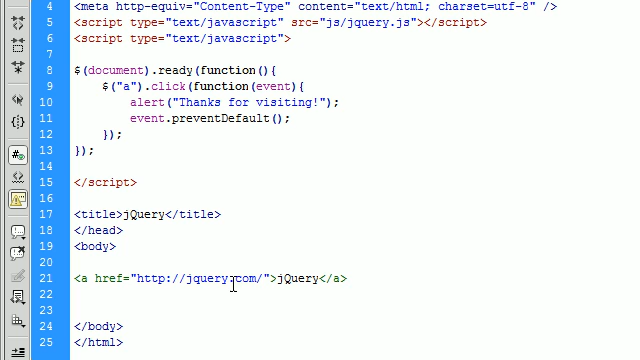 4 <meta http-equiv="Content-Type" content="text/html; charset=utf-8" />
5 <script type="text/javascript" src="js/jquery.js"></script>
6 <script type="text/javascript">
7
8 $(document).ready(function(){
9 $("a").click(function(event){
10 alert("Thanks for visiting!");
11 event.preventDefault();
12 });
13 });
14
15 </script>
16
17 <title>jQuery</title>
18 </head>
19 <body>
20
21 <a href="http://jquery.com/">jQuery</a>
22
23
24 </body>
25 </html>